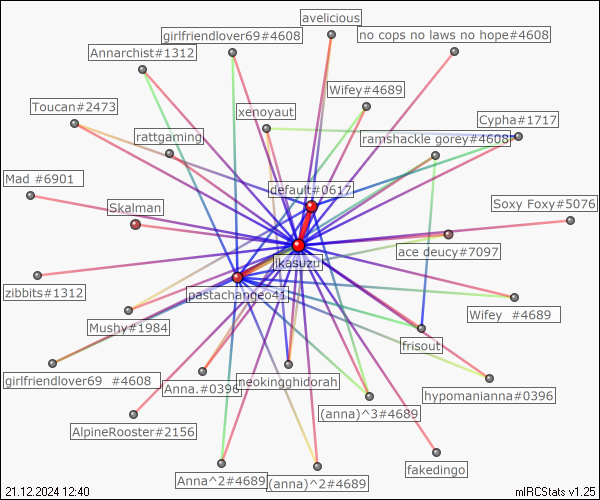 avelicious
girlfriendlover69#4608
no cops no laws no hope#4608
Annarchist#1312
Wifey#4689
Toucan#2473
xenoyaut
Cypha#1717
rattgaming
ramshackle gorey#4608
Mad #6901
default#0617
Skalman
Soxy Foxy#5076
ace deucy#7097
ikasuzu
zibbits#1312
pastachangeo41
Mushy#1984
Wifey  #4689
frisout
girlfriendlover69  #4608
Anna.#0396
neokingghidorah
hypomanianna#0396
(anna)^3#4689
AlpineRooster#2156
fakedingo
Anna^2#4689
(anna)^2#4689
21.12.2024 12:40
mIRCStats v1.25